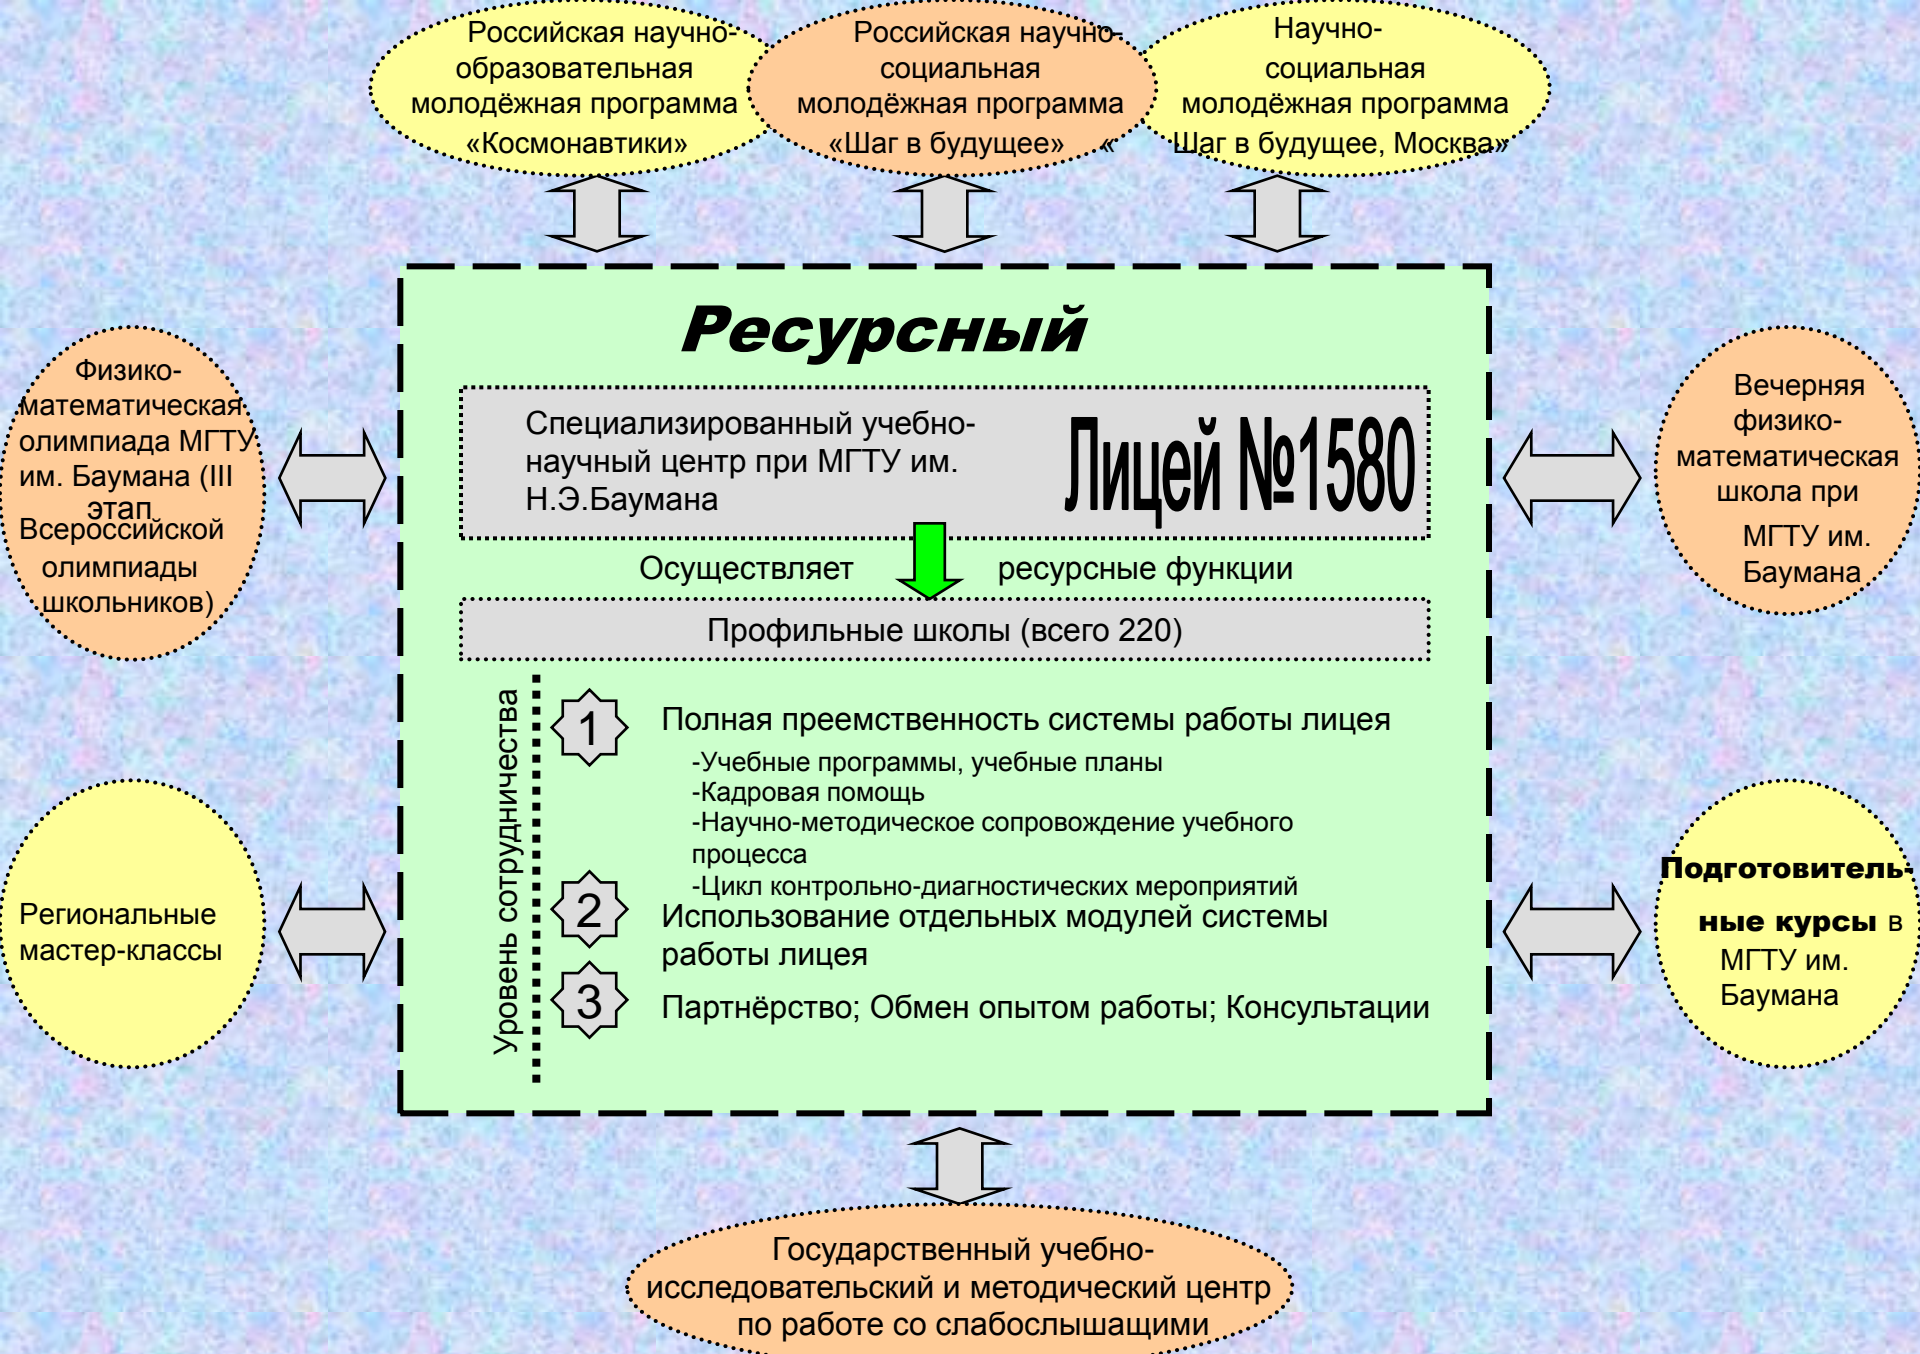 Российская научно-
образовательная
молодёжная программа
«Космонавтики»
Российская научно-
социальная
молодёжная программа
«Шаг в будущее»
Научно-
социальная
молодёжная программа
«Шаг в будущее, Москва»
Ресурсный
Физико-
математическая
олимпиада МГТУ
им. Баумана (III
этап
Всероссийской
олимпиады
школьников)
Специализированный учебно-
научный центр при МГТУ им.
Н.Э.Баумана
Лицей №1580
Вечерняя
физико-
математическая
школа при
МГТУ им.
Баумана
Осуществляет ресурсные функции
Профильные школы (всего 220)
Уровень сотрудничества
1 Полная преемственность системы работы лицея
-Учебные программы, учебные планы
-Кадровая помощь
-Научно-методическое сопровождение учебного
процесса
-Цикл контрольно-диагностических мероприятий
2 Использование отдельных модулей системы
работы лицея
3 Партнёрство; Обмен опытом работы; Консультации
Региональные
мастер-классы
Подготовитель-
ные курсы в
МГТУ им.
Баумана
Государственный учебно-
исследовательский и методический центр
по работе со слабослышащими